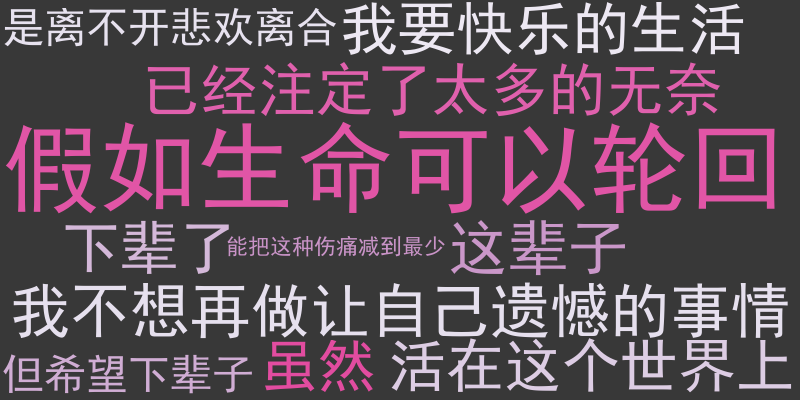 是离不开悲欢离合 我要快乐的生活
已经注定了太多的无奈
假如生命可以轮回
下辈了 能把这种伤痛减到最少 这辈子
我不想再做让自己遗憾的事情
但希望下辈子 虽然 活在这个世界上